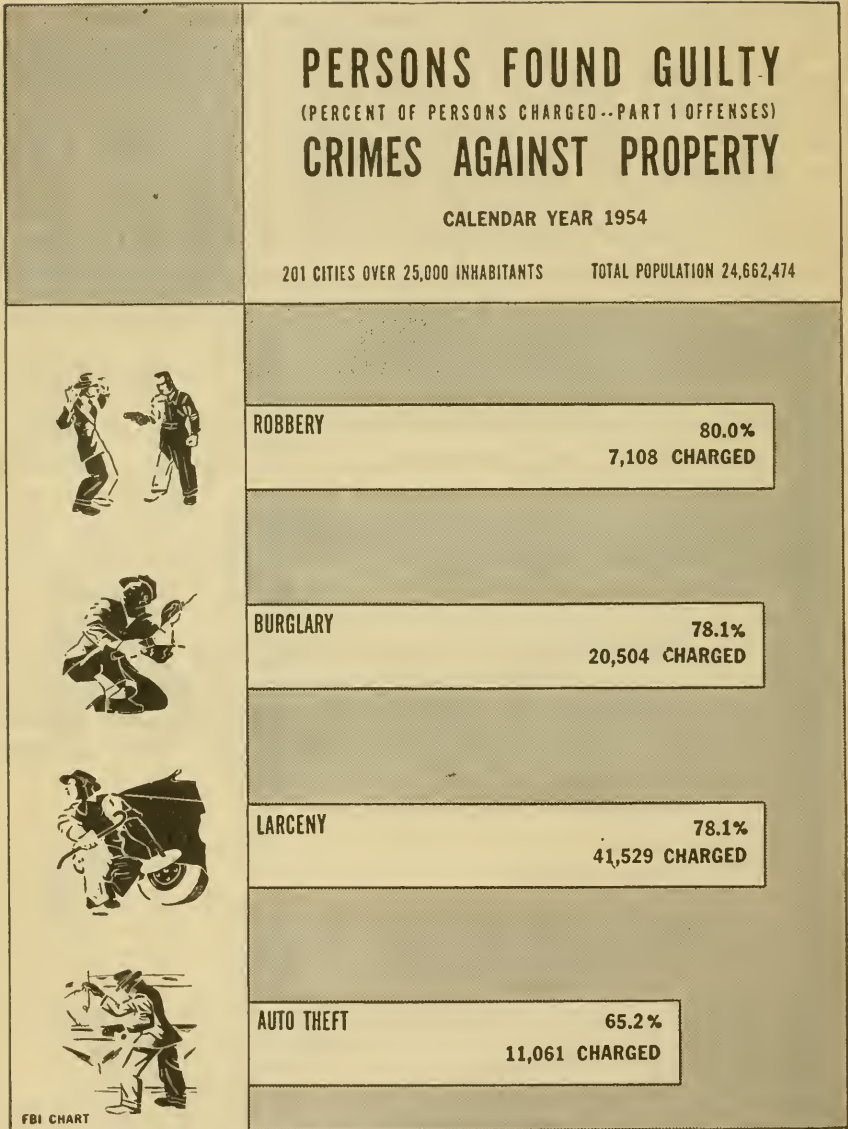 PERSONS FOUND GUILTY
(PERCENT OF PERSONS CHARGED--PART 1 OFFENSES)
CRIMES AGAINST PROPERTY
CALENDAR YEAR 1954
201 CITIES OVER 25,000 INHABITANTS TOTAL POPULATION 24,662,474
ROBBERY 80.0%
7,108 CHARGED
BURGLARY 78.1%
20,504 CHARGED
LARCENY 78.1%
41,529 CHARGED
AUTO THEFT 65.2%
11,061 CHARGED
FBI CHART